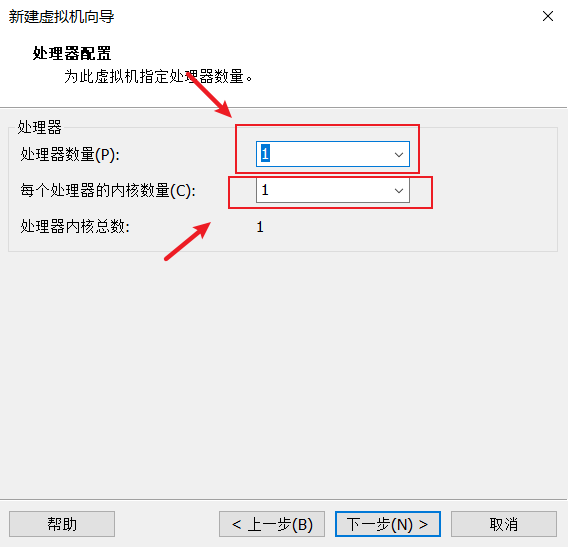 新建虚拟机向导
处理器配置
为此虚拟机指定处理器数量。
处理器
处理器数量(P): 1
每个处理器的内核数量(C): 1
处理器内核总数: 1
帮助 < 上一步(B) 下一步(N) > 取消